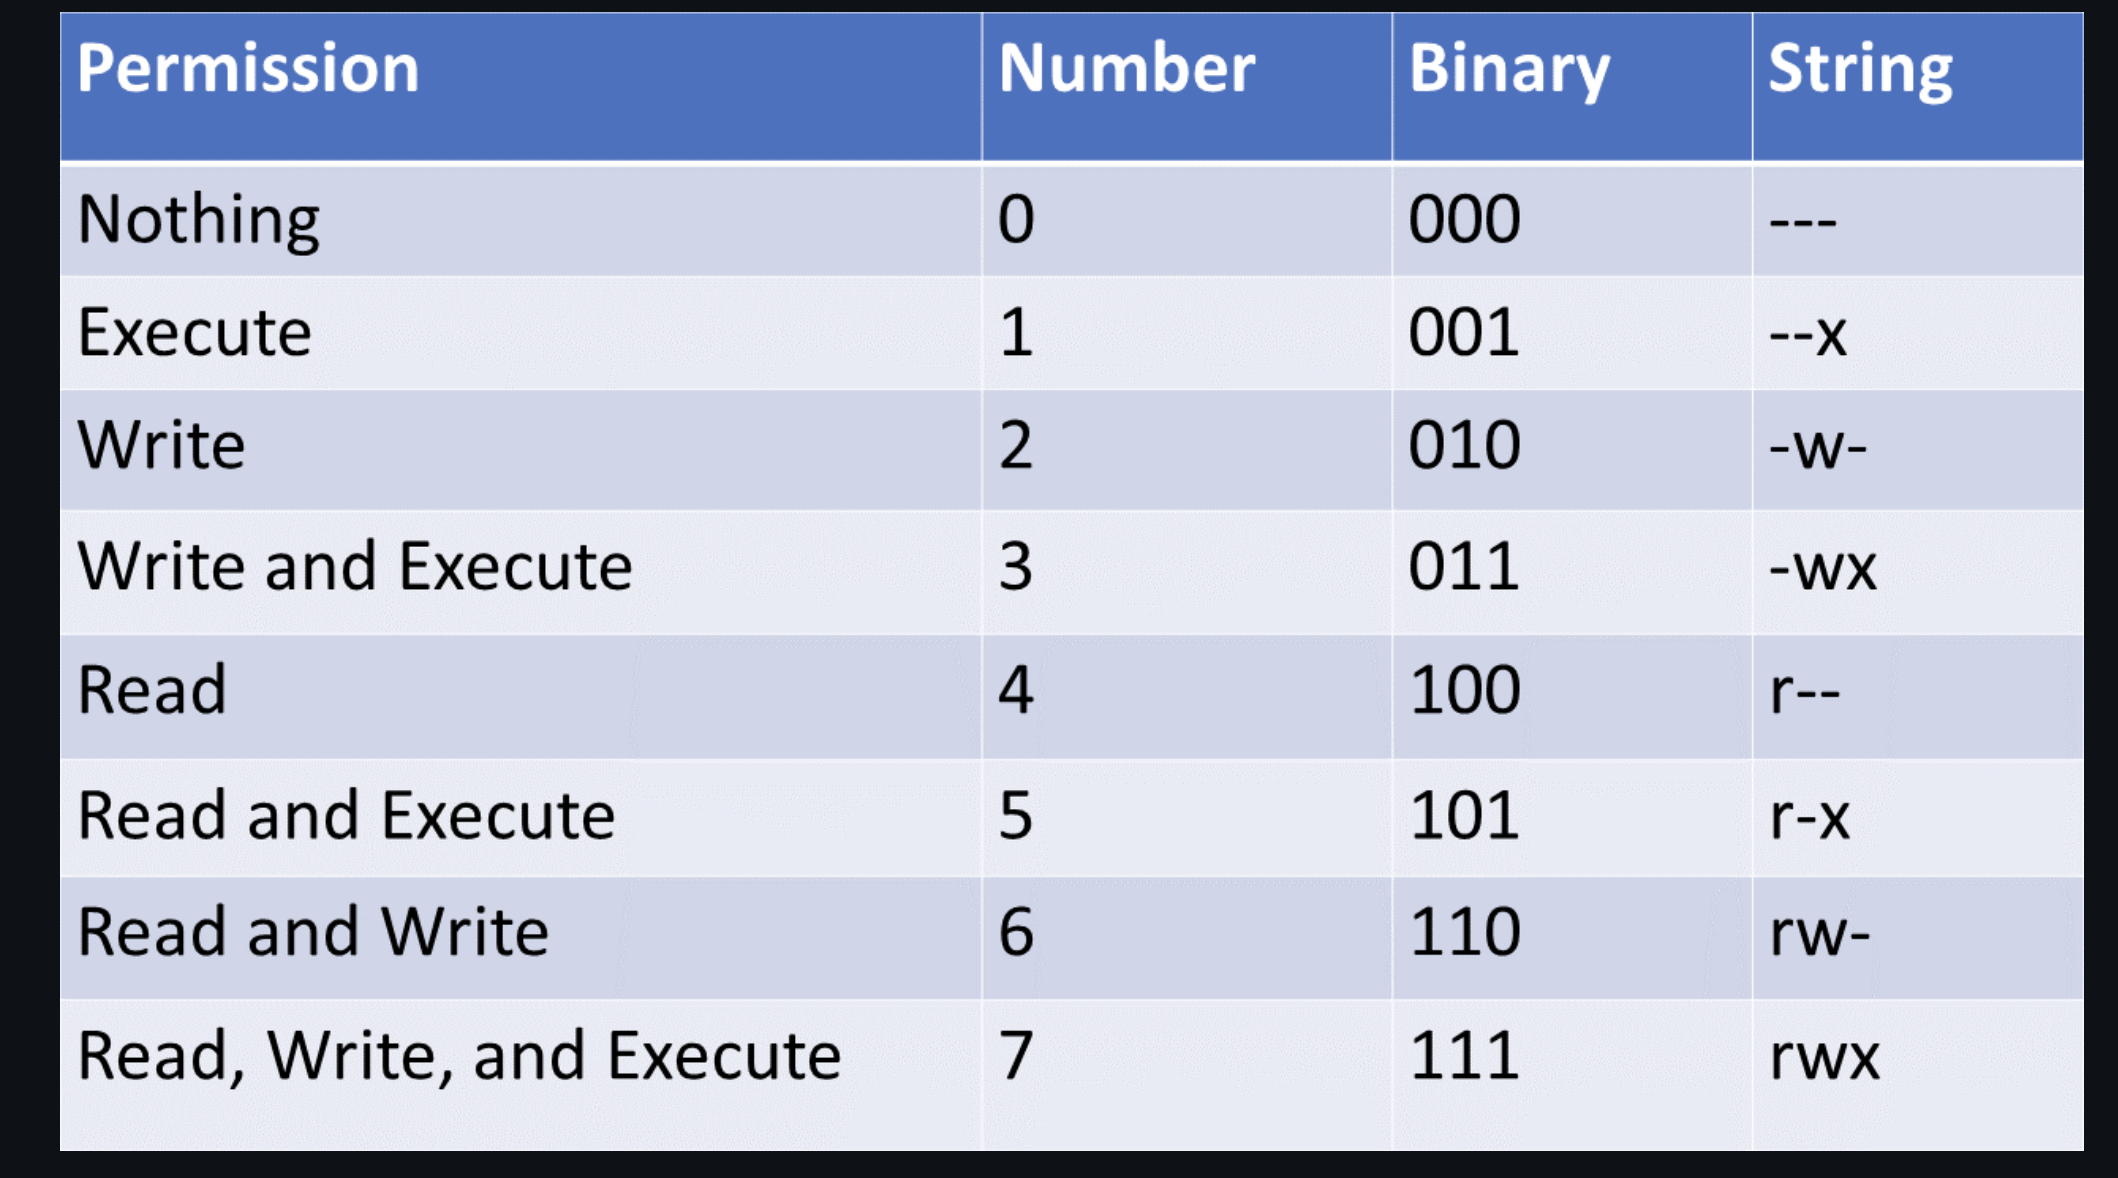 Permission Number Binary String
Nothing 0 000 ---
Execute 1 001 --x
Write 2 010 -w-
Write and Execute 3 011 -wx
Read 4 100 r--
Read and Execute 5 101 r-x
Read and Write 6 110 rw-
Read, Write, and Execute 7 111 rwx